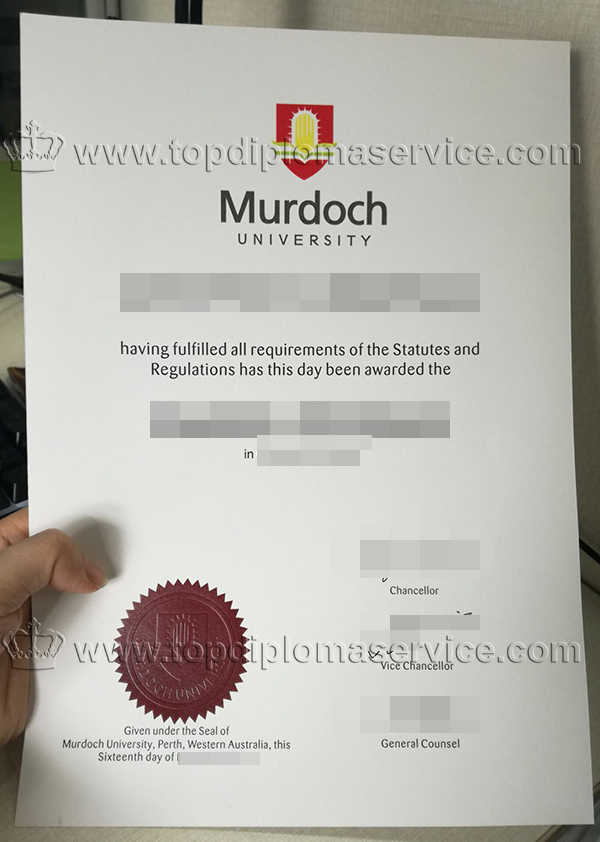 www.topdiplomaservice.com
Murdoch
UNIVERSITY
having fulfilled all requirements of the Statutes and
Regulations has this day been awarded the
in
Chancellor
www.topdiplomaservice.com
Vice Chancellor
MURDOCH UNIVERSITY
Given under the Seal of
Murdoch University, Perth, Western Australia, this
Sixteenth day of
General Counsel